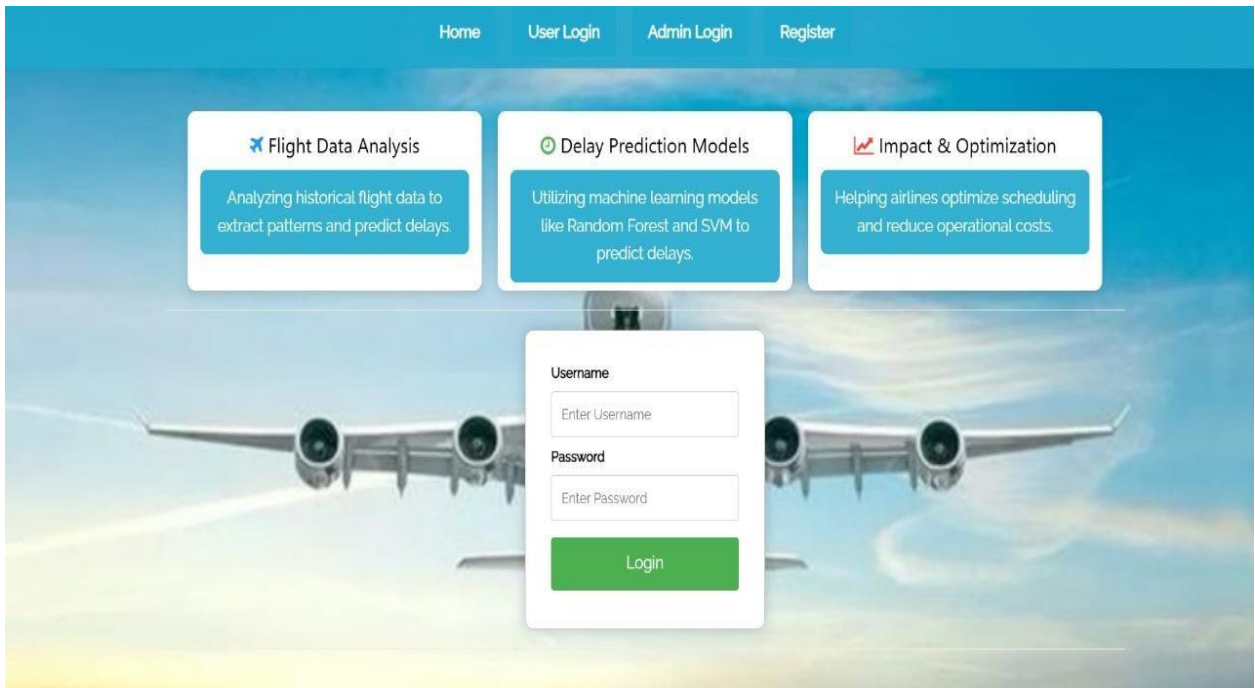 Home User Login Admin Login Register
Flight Data Analysis
Analyzing historical flight data to
extract patterns and predict delays.
Delay Prediction Models
Utilizing machine learning models
like Random Forest and SVM to
predict delays.
Impact & Optimization
Helping airlines optimize scheduling
and reduce operational costs.
Username
Enter Username
Password
Enter Password
Login